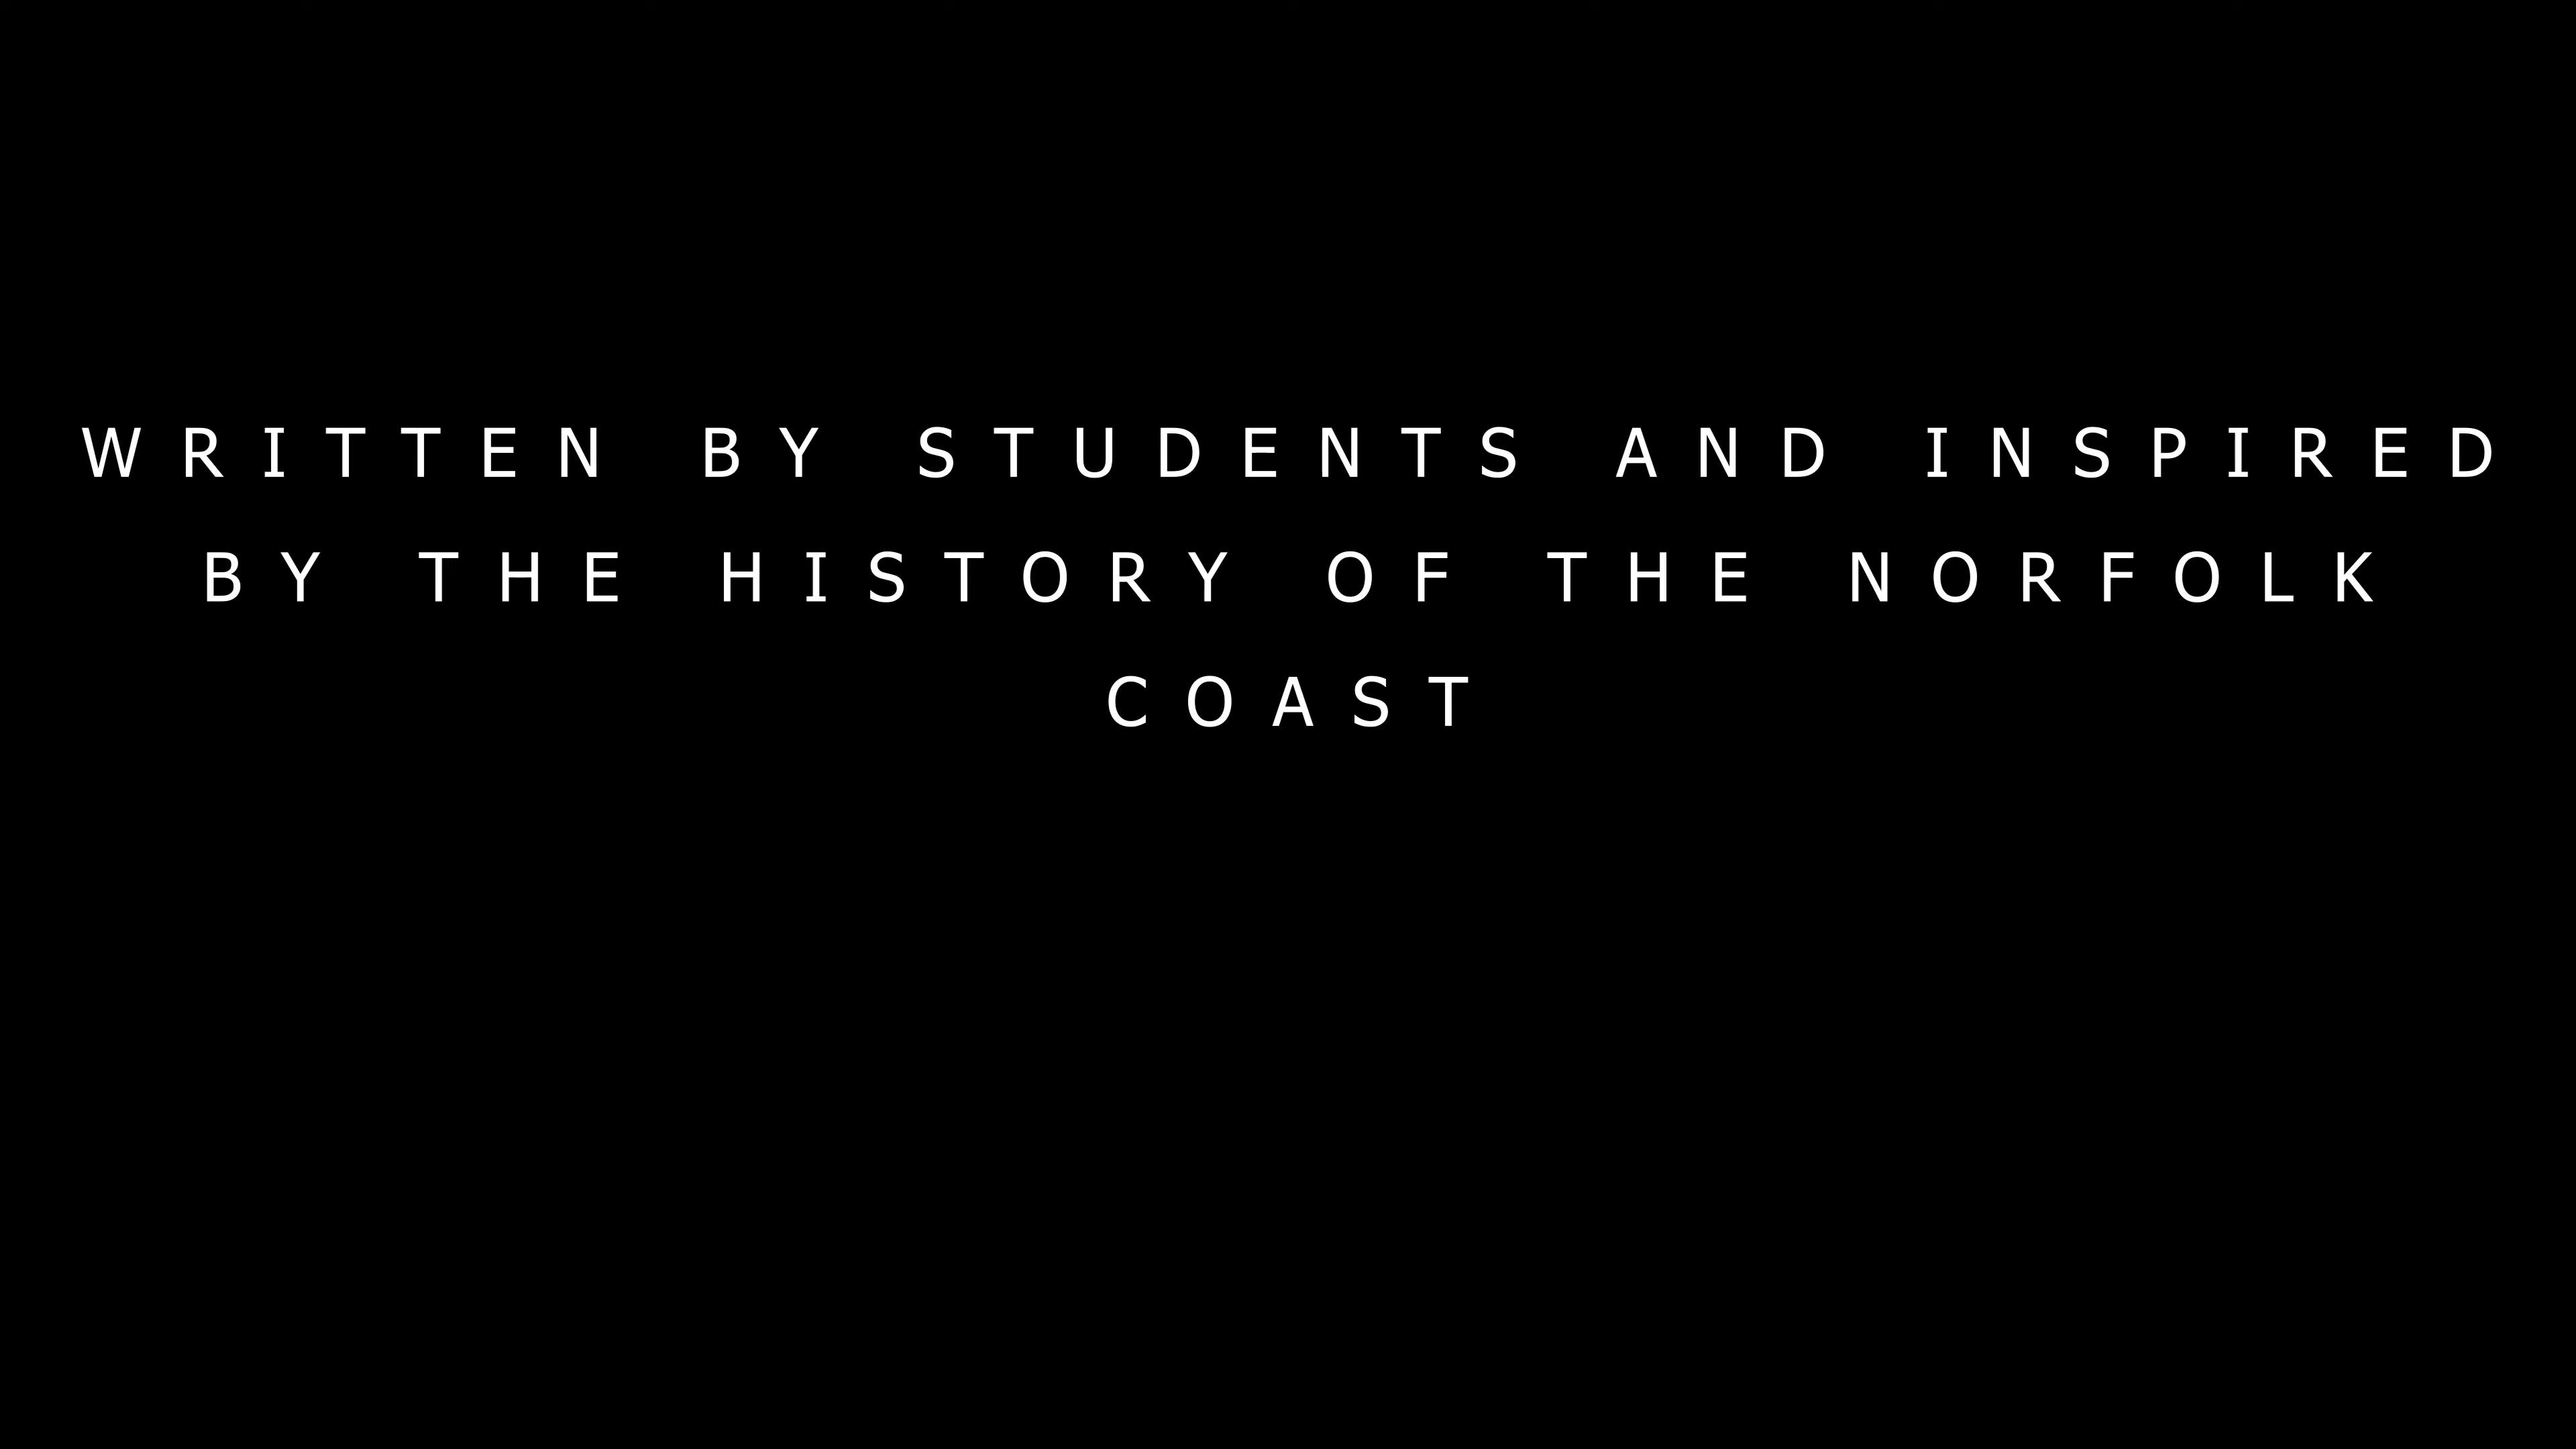 WRITTEN BY STUDENTS AND INSPIRED
BY THE HISTORY OF THE NORFOLK
COAST